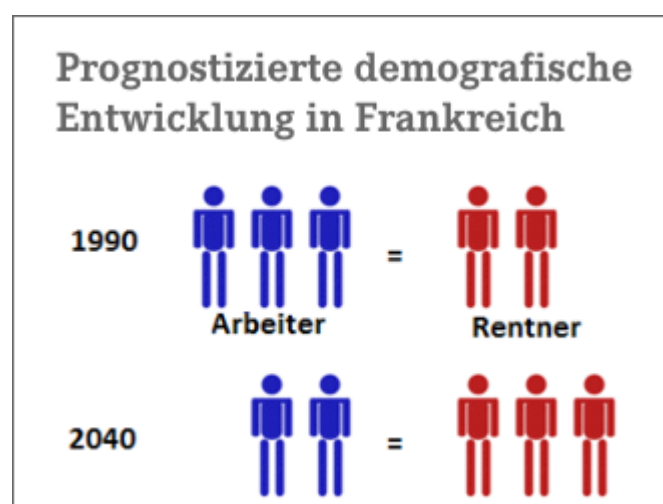 Prognostizierte demografische
Entwicklung in Frankreich
1990 =
Arbeiter Rentner
2040 =